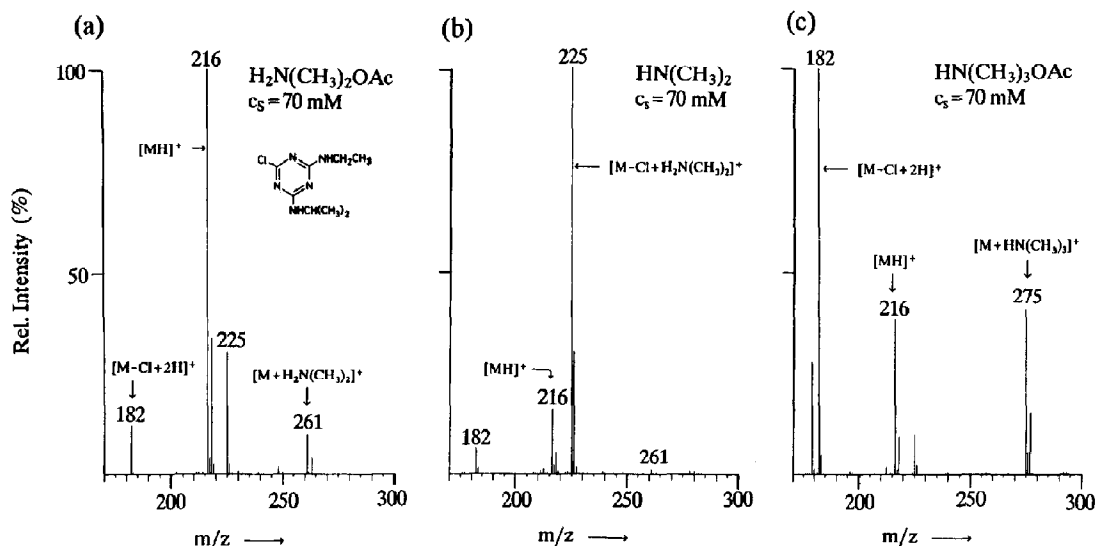 (a)
216
100
H₂N(CH₃)₂OAc
cₛ = 70 mM
[MH]⁺
Cl
N
N
N
NHCH₂CH₃
NHCH(CH₃)₂
50
225
[M-Cl+2H]⁺
182
[M+H₂N(CH₃)₂]⁺
261
Rel. Intensity (%)
200
250
300
m/z
(b)
225
HN(CH₃)₂
cₛ = 70 mM
[M-Cl+H₂N(CH₃)₂]⁺
[MH]⁺
216
182
261
200
250
300
m/z
(c)
182
HN(CH₃)₃OAc
cₛ = 70 mM
[M-Cl+2H]⁺
[MH]⁺
216
[M+HN(CH₃)₃]⁺
275
200
250
300
m/z